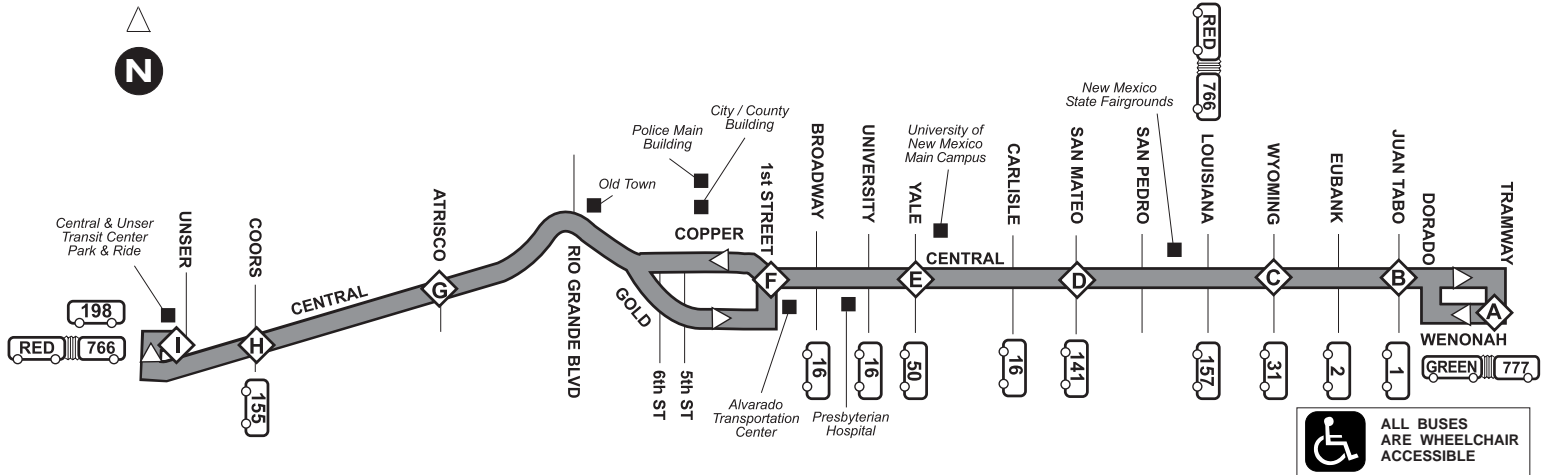 N
RED
766
New Mexico
State Fairgrounds
City / County
Building
Police Main
Building
University of
New Mexico
Main Campus
Old Town
Central & Unser
Transit Center
Park & Ride
UNSER
COORS
ATRISCO
RIO GRANDE BLVD
COPPER
1st STREET
BROADWAY
UNIVERSITY
YALE
CARLISLE
SAN MATEO
SAN PEDRO
LOUISIANA
WYOMING
EUBANK
JUAN TABO
DORADO
TRAMWAY
CENTRAL
CENTRAL
GOLD
I
H
G
F
E
D
C
B
A
WENONAH
198
RED
766
155
6th ST
5th ST
16
16
50
16
141
157
31
2
1
GREEN
777
Alvarado
Transportation
Center
Presbyterian
Hospital
ALL BUSES
ARE WHEELCHAIR
ACCESSIBLE